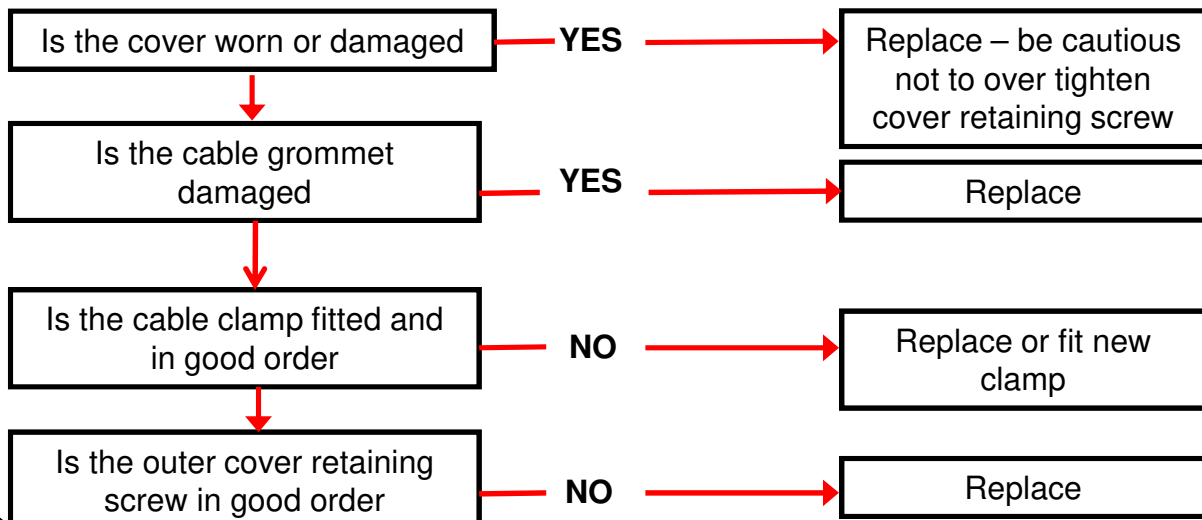 Is the cover worn or damaged
YES
Replace – be cautious
not to over tighten
cover retaining screw
Is the cable grommet
damaged
YES
Replace
Is the cable clamp fitted and
in good order
NO
Replace or fit new
clamp
Is the outer cover retaining
screw in good order
NO
Replace